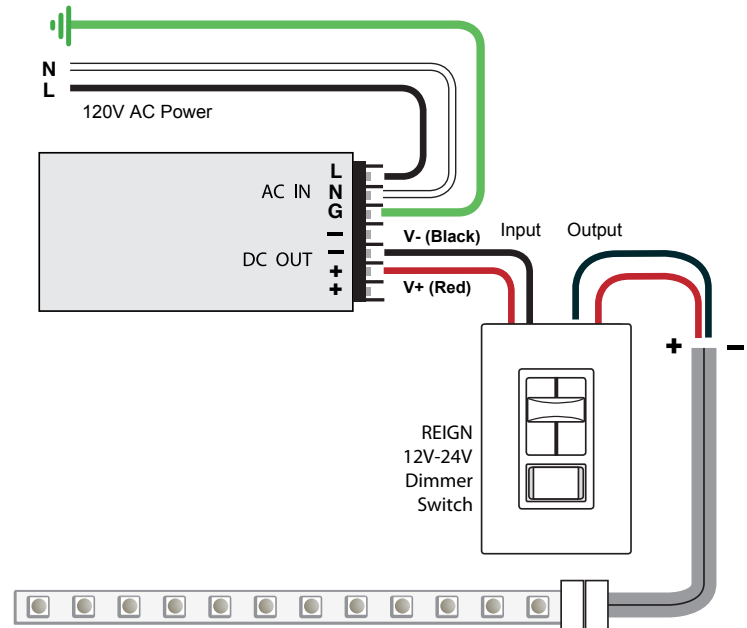 N
L
120V AC Power
AC IN
L
N
G
DC OUT
–
–
+
+
V- (Black)
V+ (Red)
Input
Output
+
–
REIGN
12V-24V
Dimmer
Switch